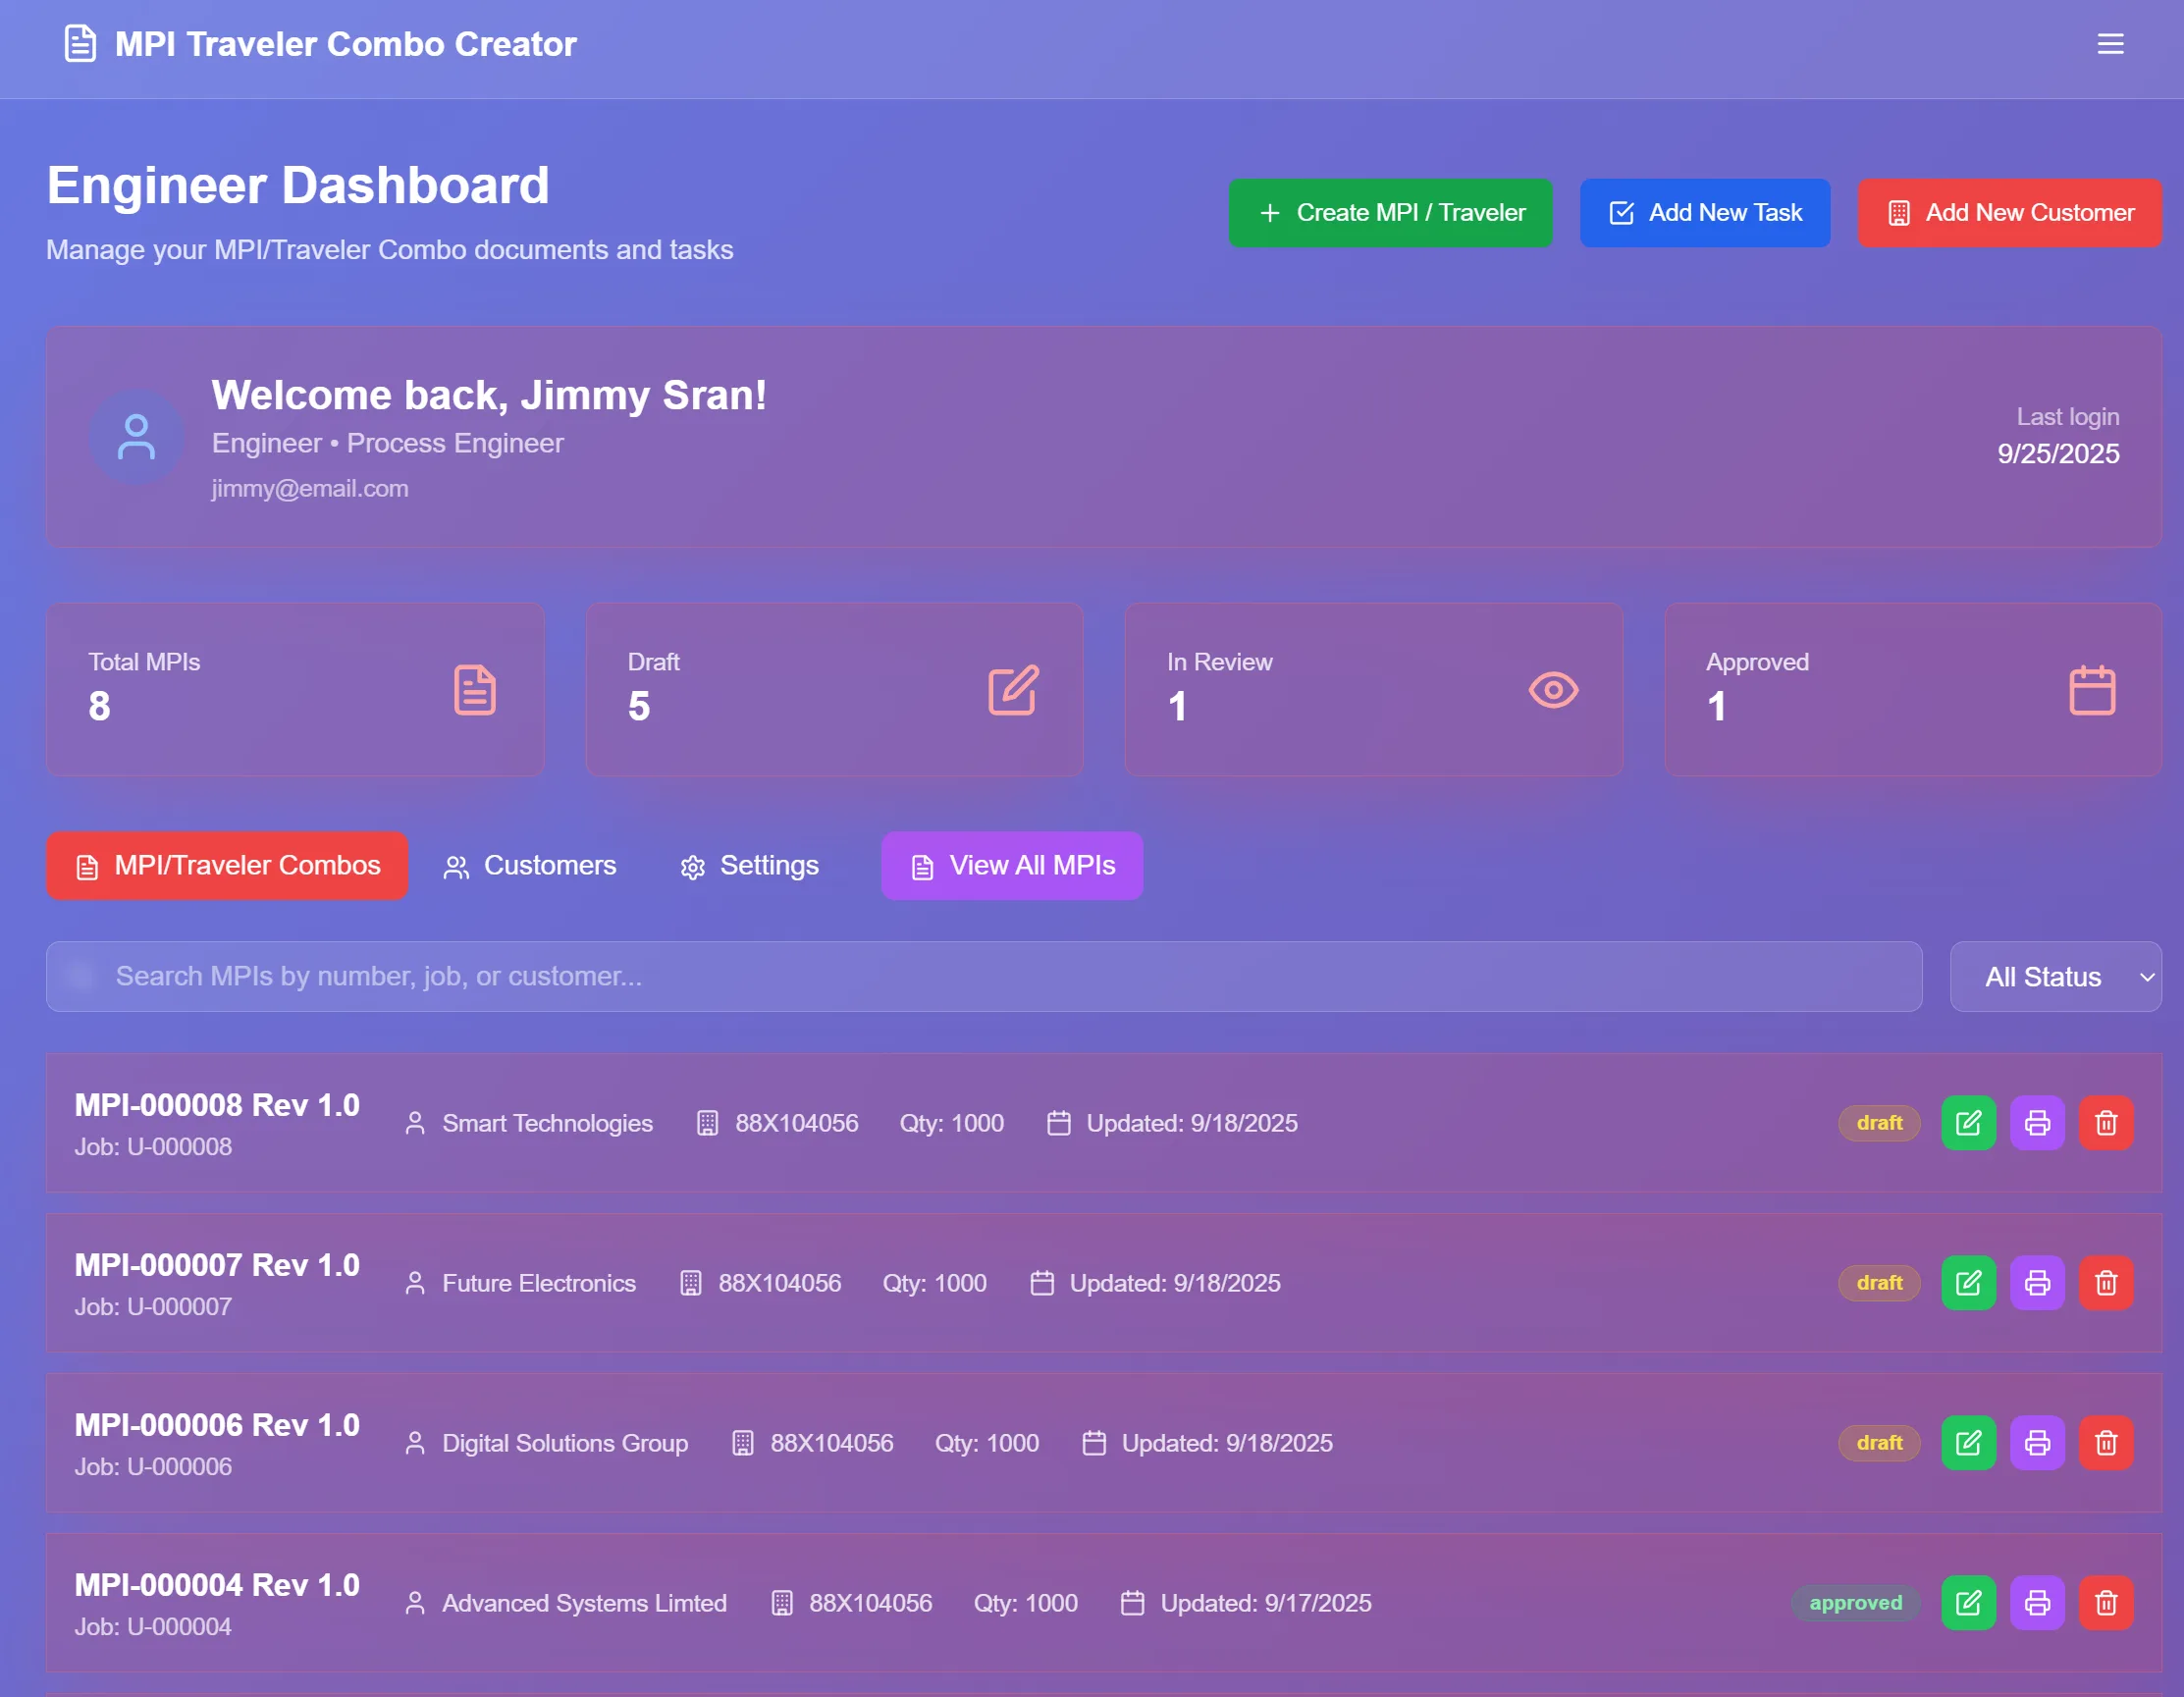 MPI Traveler Combo Creator
Engineer Dashboard
Manage your MPI/Traveler Combo documents and tasks
Create MPI / Traveler
Add New Task
Add New Customer
Welcome back, Jimmy Sran!
Engineer • Process Engineer
jimmy@email.com
Last login
9/25/2025
Total MPIs
8
Draft
5
In Review
1
Approved
1
MPI/Traveler Combos
Customers
Settings
View All MPIs
Search MPIs by number, job, or customer...
All Status
MPI-000008 Rev 1.0
Job: U-000008
Smart Technologies
88X104056
Qty: 1000
Updated: 9/18/2025
draft
MPI-000007 Rev 1.0
Job: U-000007
Future Electronics
88X104056
Qty: 1000
Updated: 9/18/2025
draft
MPI-000006 Rev 1.0
Job: U-000006
Digital Solutions Group
88X104056
Qty: 1000
Updated: 9/18/2025
draft
MPI-000004 Rev 1.0
Job: U-000004
Advanced Systems Limted
88X104056
Qty: 1000
Updated: 9/17/2025
approved